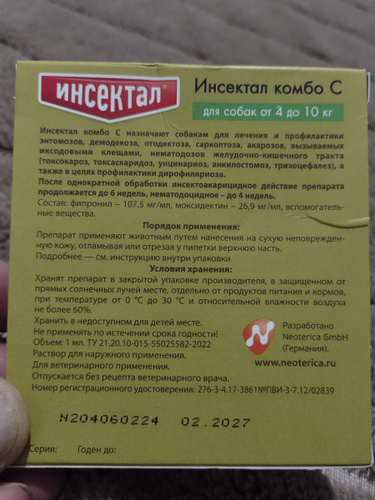 ИНСЕКТАЛ®
Инсектал комбо С
для собак от 4 до 10 кг
Инсектал комбо С назначают собакам для лечения и профилактики
энтомозов, демодекоза, отодектоза, саркоптоза, акарозов, вызываемых
иксодовыми клещами, нематодозов желудочно-кишечного тракта
(токсокароз, токсаскаридоз, унцинариоз, анкилостомоз, трихоцефалез), а
также в целях профилактики дирофиляриоза.
После однократной обработки инсектоакарицидное действие препарата
продолжается до 6 недель, нематодоцидное – до 4 недель.
Состав: фипронил – 107,5 мг/мл, моксидектин – 26,9 мг/мл, вспомогатель-
ные вещества.
Порядок применения:
Препарат применяют животным путем нанесения на сухую неповрежден-
ную кожу, отламывая или отрезая у пипетки верхнюю часть.
Подробнее — см. инструкцию внутри упаковки.
Условия хранения:
Хранят препарат в закрытой упаковке производителя, в защищенном от
прямых солнечных лучей месте, отдельно от продуктов питания и кормов,
при температуре от 0 °С до 30 °С и относительной влажности воздуха
не более 60%.
Хранить в недоступном для детей месте.
Не применять по истечении срока годности!
Объем: 1 мл. ТУ 21.20.10-015-55025582-2022
Раствор для наружного применения.
Для ветеринарного применения.
Отпускается без рецепта ветеринарного врача.
Номер регистрационного удостоверения: 276-3-4.17-3861№ПВИ-3-7.12/02839
Разработано
Neoterica GmbH
(Германия).
www.neoterica.ru
N204060224 02.2027
Серия: Годен до: